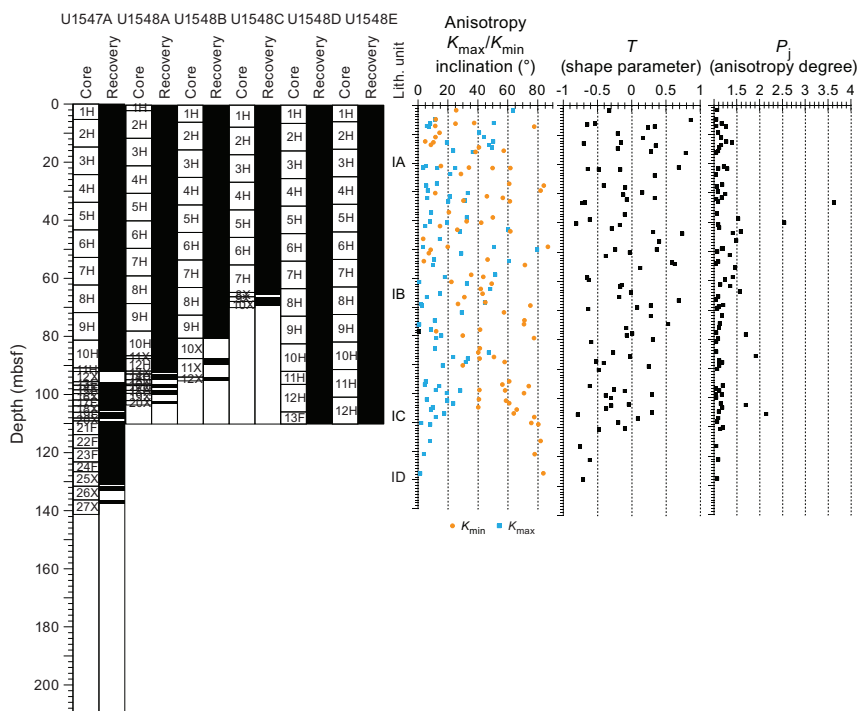 U1547A U1548A U1548B U1548C U1548D U1548E
Core Recovery Core Recovery Core Recovery Core Recovery Core Recovery Core Recovery
Lith. unit
Anisotropy
Kmax/Kmin
inclination (°)
T
(shape parameter)
Pj
(anisotropy degree)
0 20 40 60 80
-1 -0.5 0 0.5 1
1.5 2 2.5 3 3.5 4
Depth (mbsf)
0
20
40
60
80
100
120
140
160
180
200
1H
2H
3H
4H
5H
6H
7H
8H
9H
10H
11H
12X
21F
22F
23F
24F
25X
26X
27X
1H
2H
3H
4H
5H
6H
7H
8H
9H
10H
11X
12H
20X
1H
2H
3H
4H
5H
6H
7H
8H
9H
10X
11X
12X
1H
2H
3H
4H
5H
6H
7H
10X
1H
2H
3H
4H
5H
6H
7H
8H
9H
10H
11H
12H
13F
1H
2H
3H
4H
5H
6H
7H
8H
9H
10H
11H
12H
IA
IB
IC
ID
Kmin Kmax